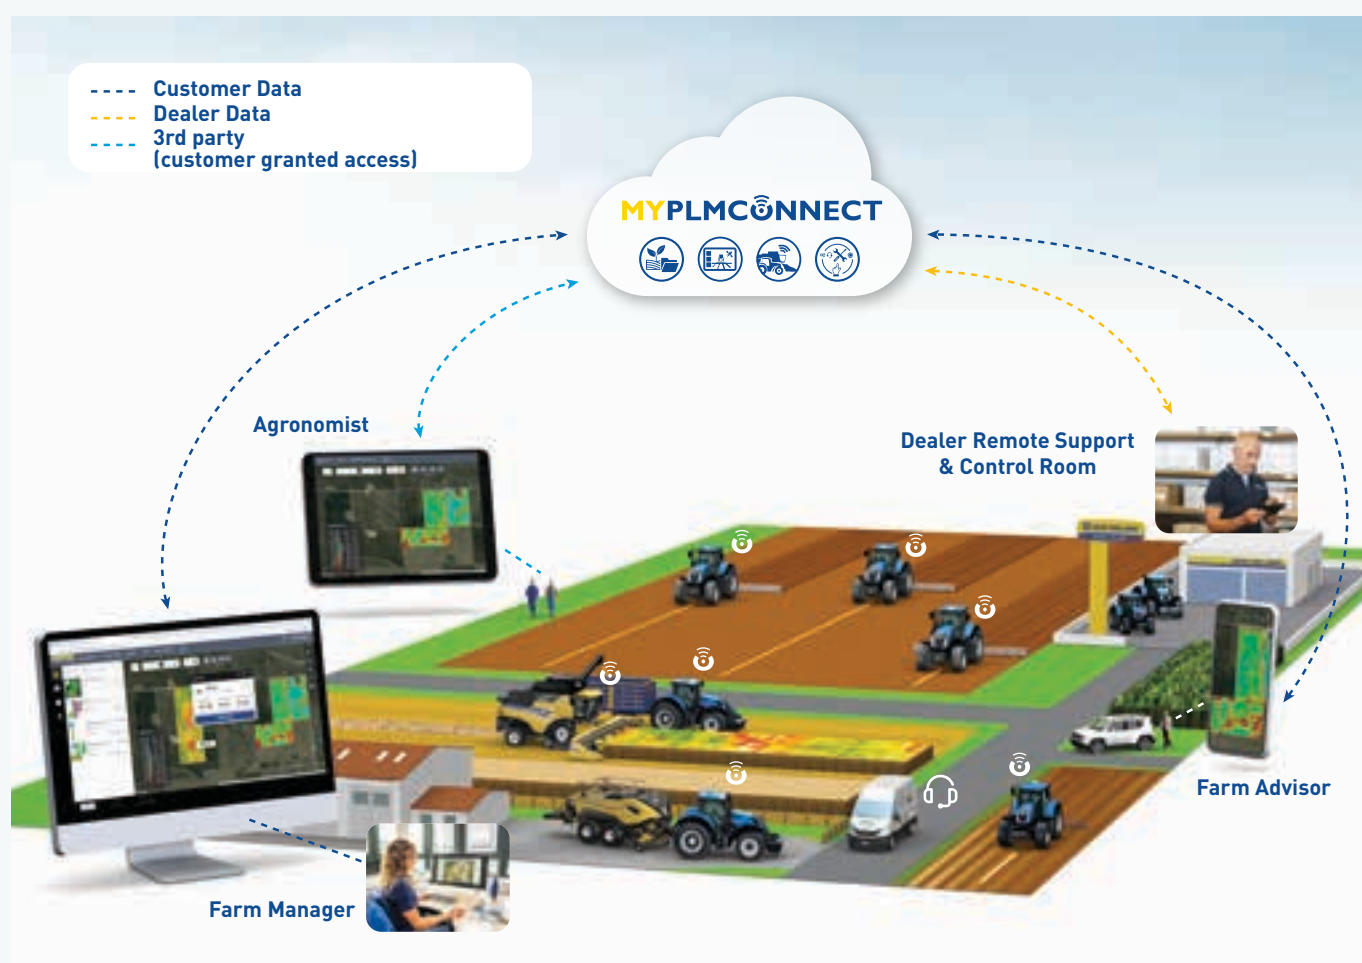 Customer Data
Dealer Data
3rd party
(customer granted access)
MYPLMCONNECT
Agronomist
Dealer Remote Support
& Control Room
Farm Advisor
Farm Manager